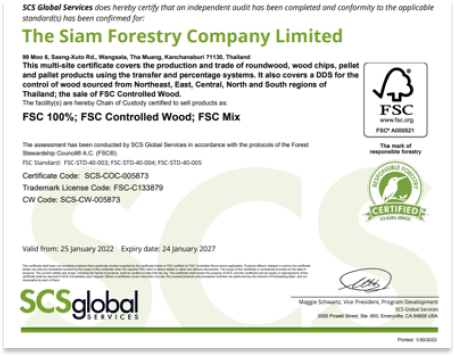 SCS Global Services does hereby certify that an independent audit has been completed and conformity to the applicable
standard(s) has been confirmed for:
The Siam Forestry Company Limited
99 Moo 6, Saeng-Xuto Rd., Wangsala, Tha Muang, Kanchanaburi 71130, Thailand
This multi-site certificate covers the production and trade of roundwood, wood chips, pellet
and pallet products using the transfer and percentage systems. It also covers a DDS for the
control of wood sourced from Northeast, East, Central, North and South regions of
Thailand; the sale of FSC Controlled Wood.
The facility(s) are hereby Chain of Custody certified to sell products as:
FSC 100%; FSC Controlled Wood; FSC Mix
FSC
www.fsc.org
FSC® A000521
The mark of
responsible forestry
The assessment has been conducted by SCS Global Services in accordance with the protocols of the Forest
Stewardship Council® A.C. (FSC®).
FSC Standard: FSC-STD-40-003; FSC-STD-40-004; FSC-STD-40-005
Certificate Code: SCS-COC-005873
Trademark License Code: FSC-C133879
CW Code: SCS-CW-005873
RESPONSIBLE FORESTRY
CERTIFIED
SCS GLOBAL SERVICES
SCS
Valid from: 25 January 2022 Expiry date: 24 January 2027
SCSglobal
SERVICES
Maggie Schwartz, Vice President, Program Development
SCS Global Services
2000 Powell Street, Ste. 600, Emeryville, CA 94608 USA
Printed: 1/30/2023